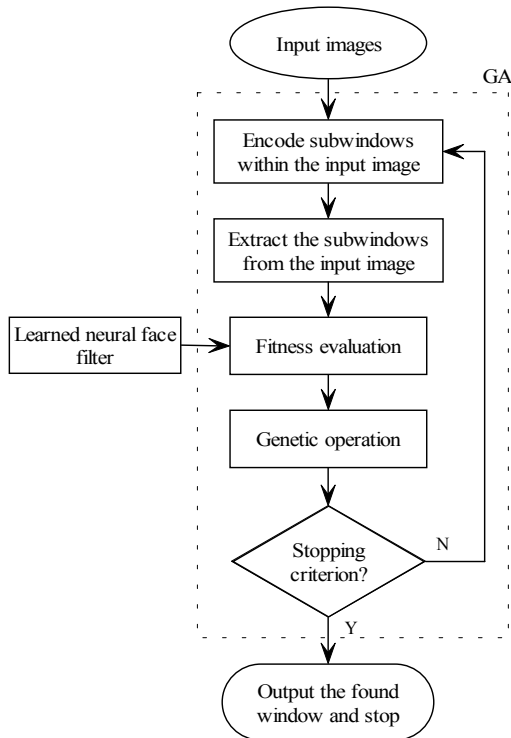 Input images
GA
Encode subwindows
within the input image
Extract the subwindows
from the input image
Learned neural face
filter
Fitness evaluation
Genetic operation
Stopping
criterion?
N
Y
Output the found
window and stop